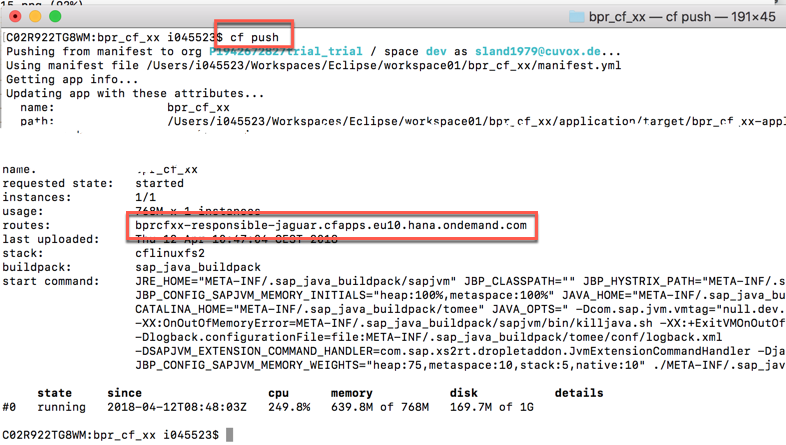 15 png (92%)
bpr_cf_xx — cf push — 191×45
C02R922TG8WM:bpr_cf_xx i045523$ cf push
Pushing from manifest to org P1942672827trial_trial / space dev as sland1979@cuvox.de...
Using manifest file /Users/i045523/Workspaces/Eclipse/workspace01/bpr_cf_xx/manifest.yml
Getting app info...
Updating app with these attributes...
name: bpr_cf_xx
path: /Users/i045523/Workspaces/Eclipse/workspace01/bpr_cf_xx/application/target/bpr_cf_xx-appl
name: bpr_cf_xx
requested state: started
instances: 1/1
usage: 768M x 1 instances
routes: bprcfxx-responsible-jaguar.cfapps.eu10.hana.ondemand.com
last uploaded: Thu 12 Apr 10:47:04 CEST 2018
stack: cflinuxfs2
buildpack: sap_java_buildpack
start command: JRE_HOME="META-INF/.sap_java_buildpack/sapjvm" JBP_CLASSPATH="" JBP_HYSTRIX_PATH="META-INF/.s
JBP_CONFIG_SAPJVM_MEMORY_INITIALS="heap:100%,metaspace:100%" JAVA_HOME="META-INF/.sap_java_bu
CATALINA_HOME="META-INF/.sap_java_buildpack/tomee" JAVA_OPTS=" -Dcom.sap.jvm.vmtag="null.dev.
-XX:OnOutOfMemoryError=META-INF/.sap_java_buildpack/sapjvm/bin/killjava.sh -XX:+ExitVMOnOutOf
-Dlogback.configurationFile=file:META-INF/.sap_java_buildpack/tomee/conf/logback.xml
-DSAPJVM_EXTENSION_COMMAND_HANDLER=com.sap.xs2rt.dropletaddon.JvmExtensionCommandHandler -Dja
JBP_CONFIG_SAPJVM_MEMORY_WEIGHTS="heap:75,metaspace:10,stack:5,native:10" ./META-INF/.sap_jav
state since cpu memory disk details
#0 running 2018-04-12T08:48:03Z 249.8% 639.8M of 768M 169.7M of 1G
C02R922TG8WM:bpr_cf_xx i045523$